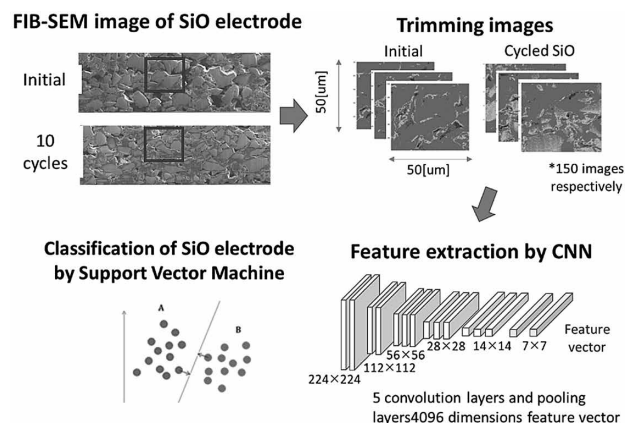 FIB-SEM image of SiO electrode
Initial
10
cycles
Trimming images
Initial
Cycled SiO
50[um]
50[um]
*150 images
respectively
Classification of SiO electrode
by Support Vector Machine
A
B
Feature extraction by CNN
224×224
112×112
56×56
28×28
14×14
7×7
Feature
vector
5 convolution layers and pooling
layers4096 dimensions feature vector